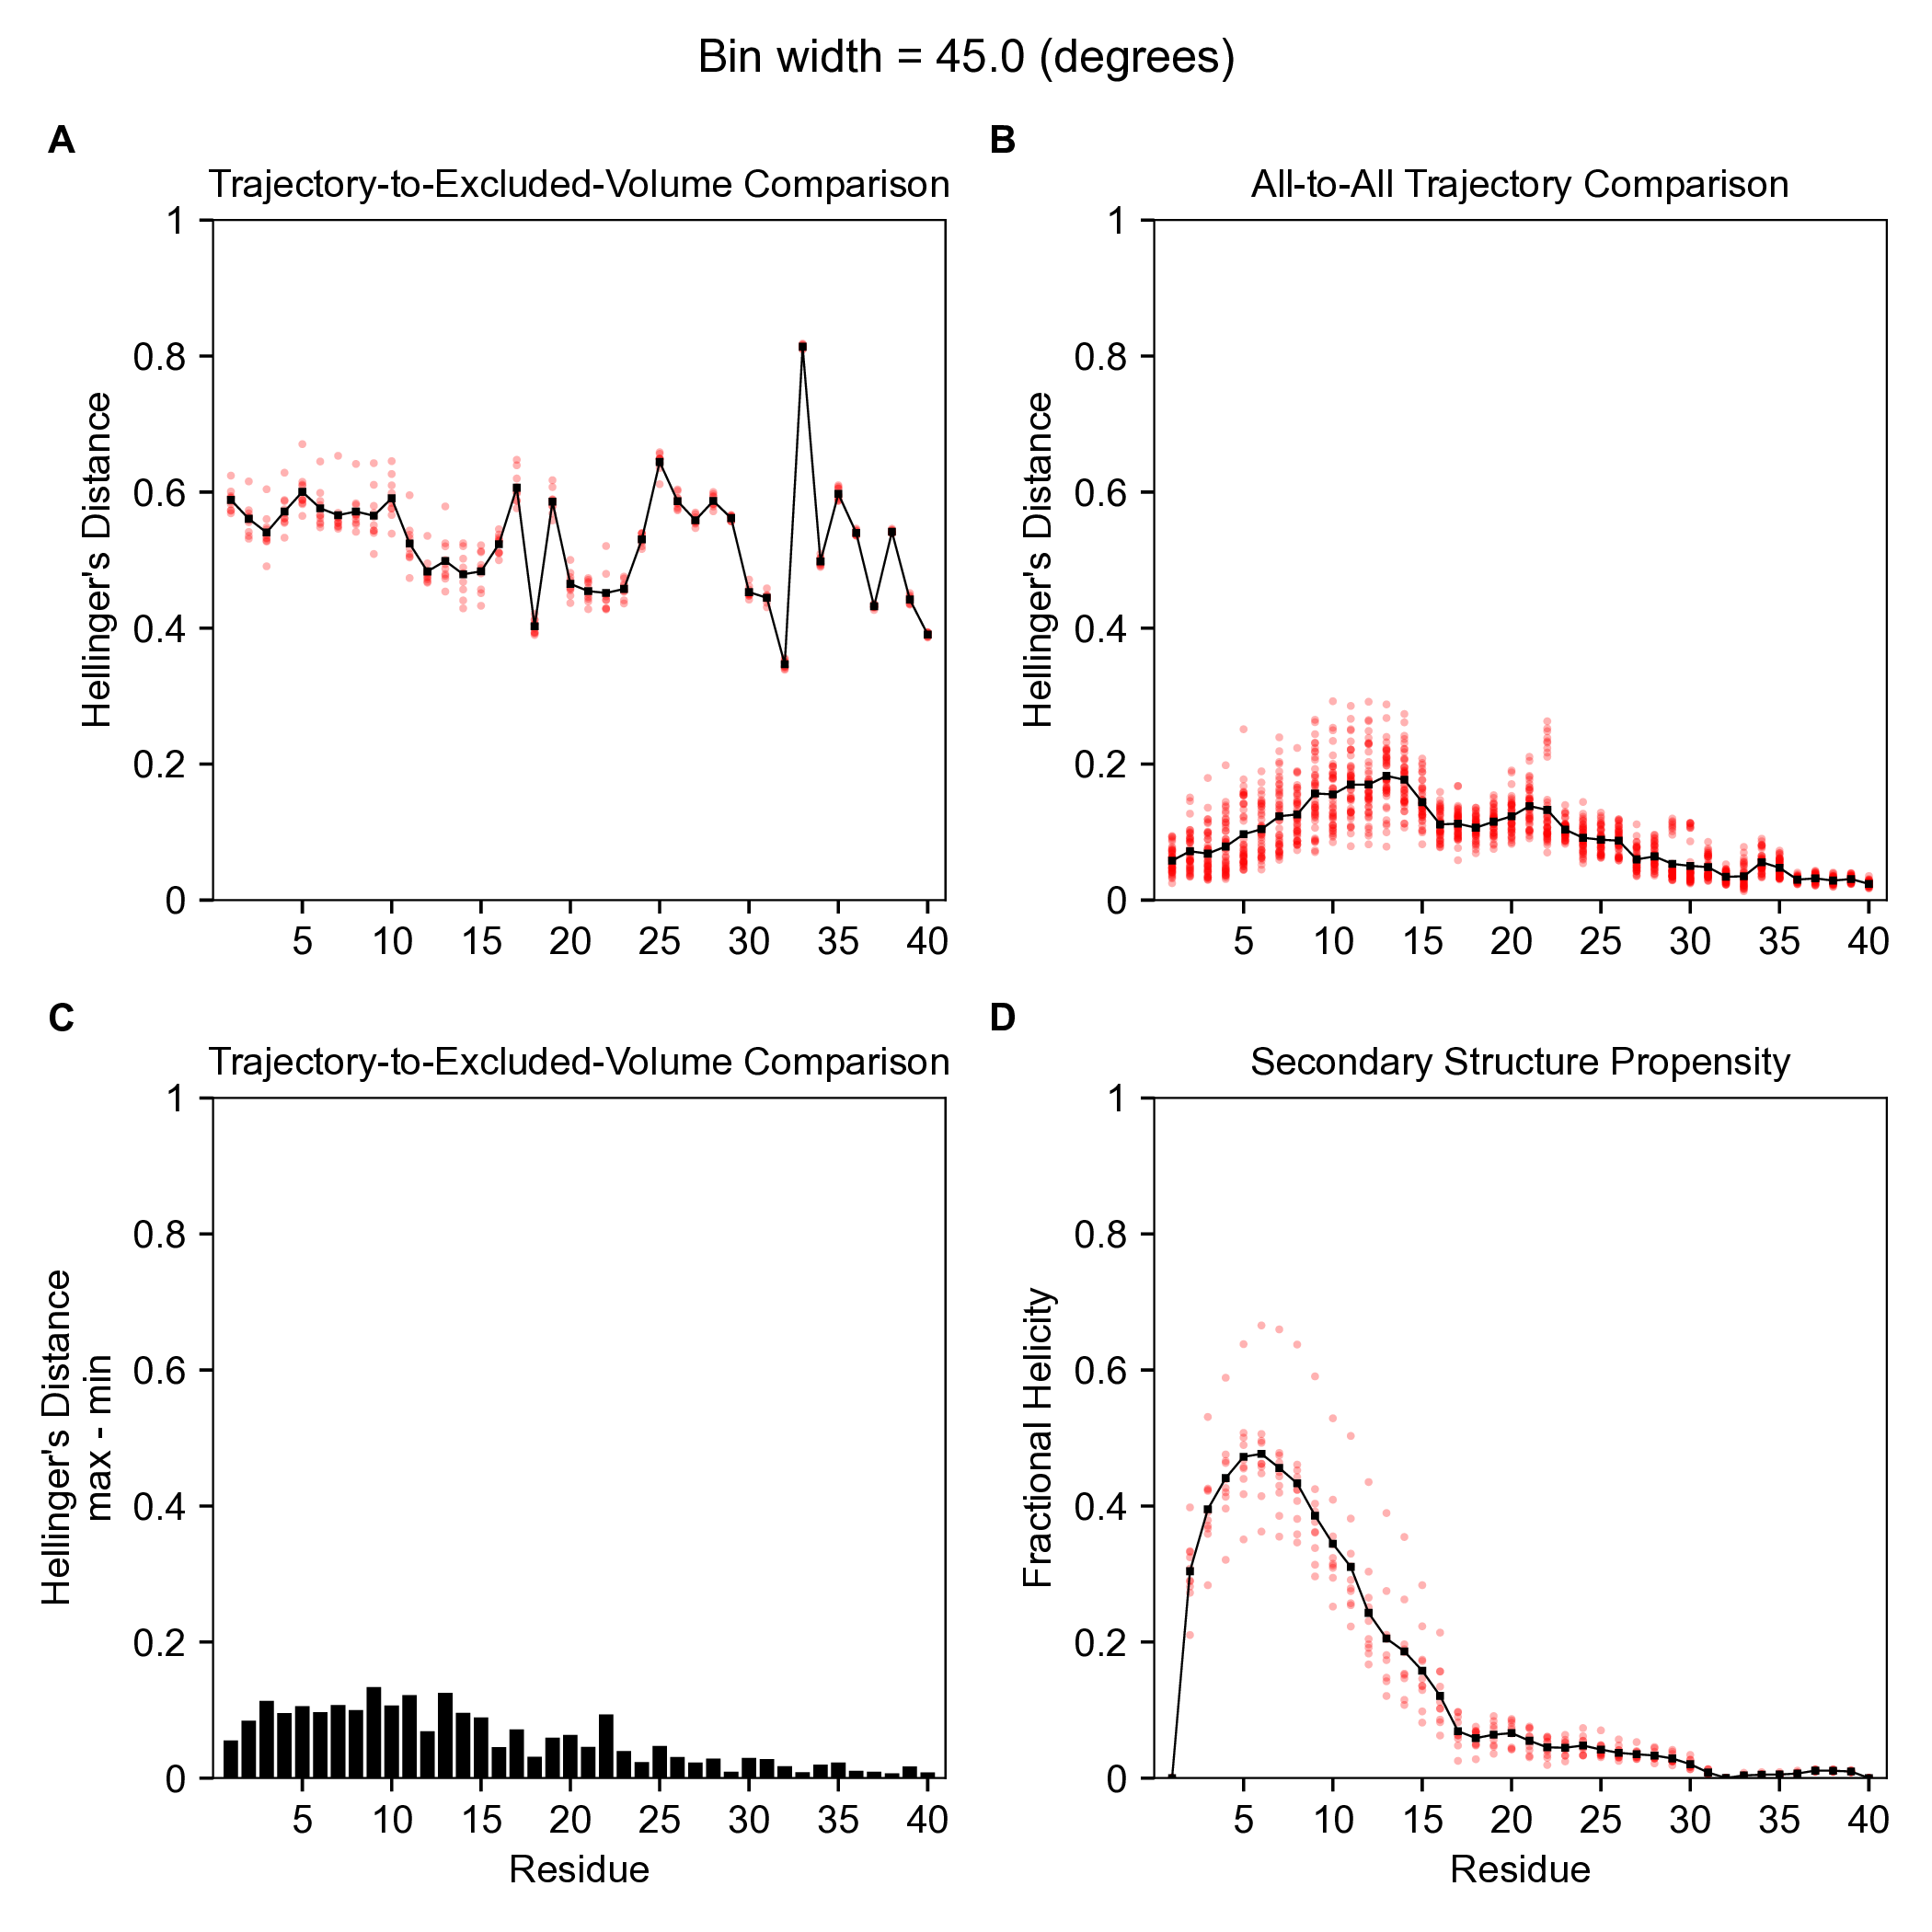 Bin width = 45.0 (degrees)
A
Trajectory-to-Excluded-Volume Comparison
Hellinger's Distance
1
0.8
0.6
0.4
0.2
0
5 10 15 20 25 30 35 40
B
All-to-All Trajectory Comparison
Hellinger's Distance
1
0.8
0.6
0.4
0.2
0
5 10 15 20 25 30 35 40
C
Trajectory-to-Excluded-Volume Comparison
Hellinger's Distance
max - min
1
0.8
0.6
0.4
0.2
0
5 10 15 20 25 30 35 40
Residue
D
Secondary Structure Propensity
Fractional Helicity
1
0.8
0.6
0.4
0.2
0
5 10 15 20 25 30 35 40
Residue